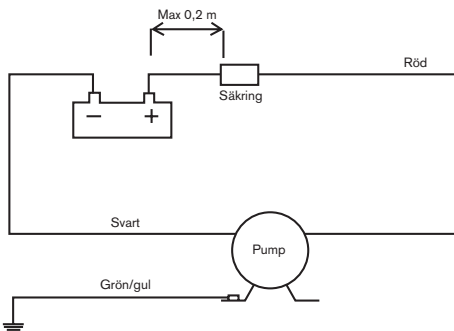 Max 0,2 m
Röd
Säkring
− +
Svart
Pump
Grön/gul